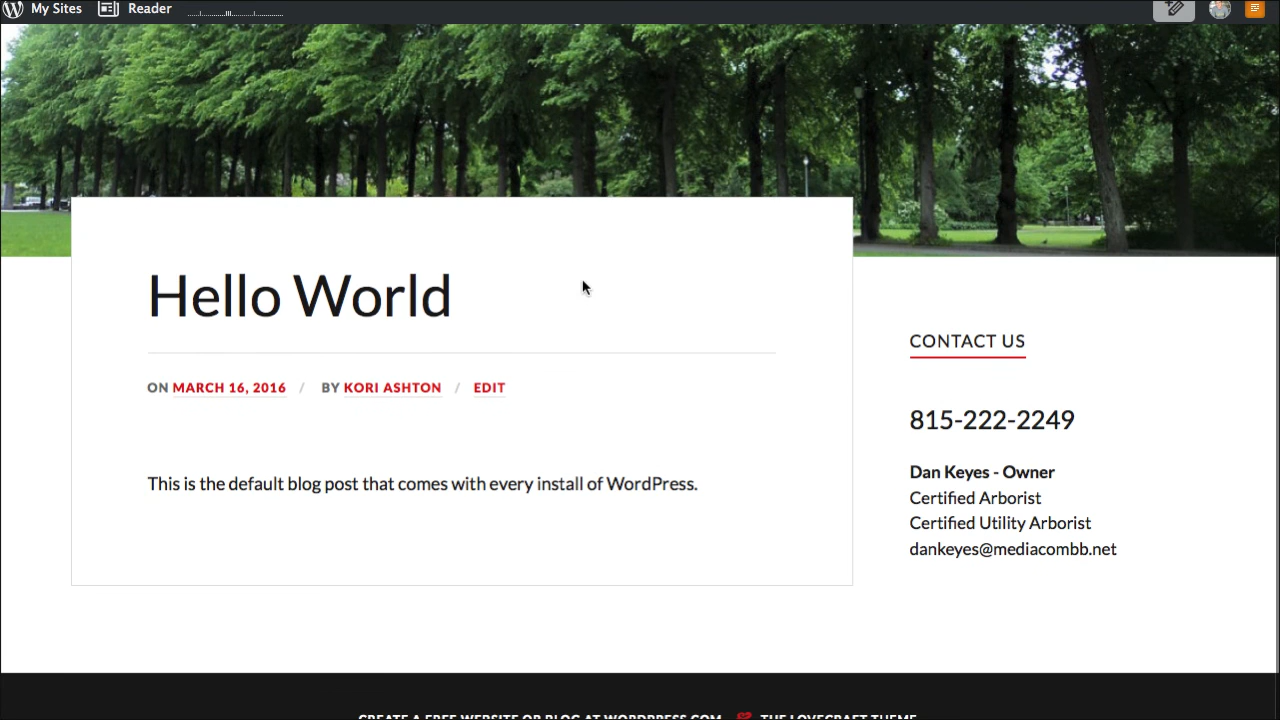 My Sites Reader
Hello World
ON MARCH 16, 2016 / BY KORI ASHTON / EDIT
This is the default blog post that comes with every install of WordPress.
CONTACT US
815-222-2249
Dan Keyes - Owner
Certified Arborist
Certified Utility Arborist
dankeyes@mediacombb.net
CREATE A FREE WEBSITE OR BLOG AT WORDPRESS.COM THE LOVECRAFT THEME